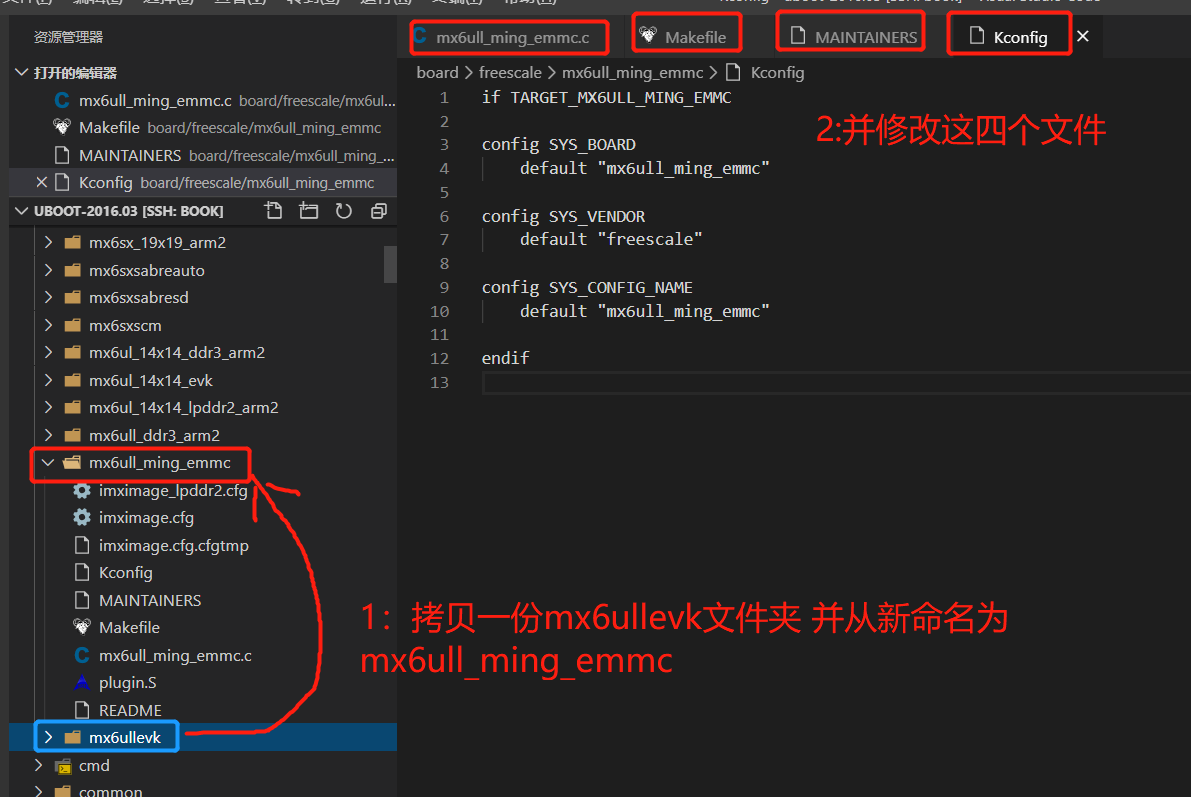 资源管理器
mx6ull_ming_emmc.c
Makefile
MAINTAINERS
Kconfig
打开的编辑器
mx6ull_ming_emmc.c board/freescale/mx6ul...
Makefile board/freescale/mx6ull_ming_emmc
MAINTAINERS board/freescale/mx6ull_ming_...
Kconfig board/freescale/mx6ull_ming_emmc
UBOOT-2016.03 [SSH: BOOK]
mx6sx_19x19_arm2
mx6sxsabreauto
mx6sxsabresd
mx6sxscm
mx6ul_14x14_ddr3_arm2
mx6ul_14x14_evk
mx6ul_14x14_lpddr2_arm2
mx6ull_ddr3_arm2
mx6ull_ming_emmc
imximage_lpddr2.cfg
imximage.cfg
imximage.cfg.cfgtmp
Kconfig
MAINTAINERS
Makefile
mx6ull_ming_emmc.c
plugin.S
README
mx6ullevk
cmd
common
board > freescale > mx6ull_ming_emmc > Kconfig
1 if TARGET_MX6ULL_MING_EMMC
2
3 config SYS_BOARD
4 default "mx6ull_ming_emmc"
5
6 config SYS_VENDOR
7 default "freescale"
8
9 config SYS_CONFIG_NAME
10 default "mx6ull_ming_emmc"
11
12 endif
13
2:并修改这四个文件
1：拷贝一份mx6ullevk文件夹 并从新命名为
mx6ull_ming_emmc